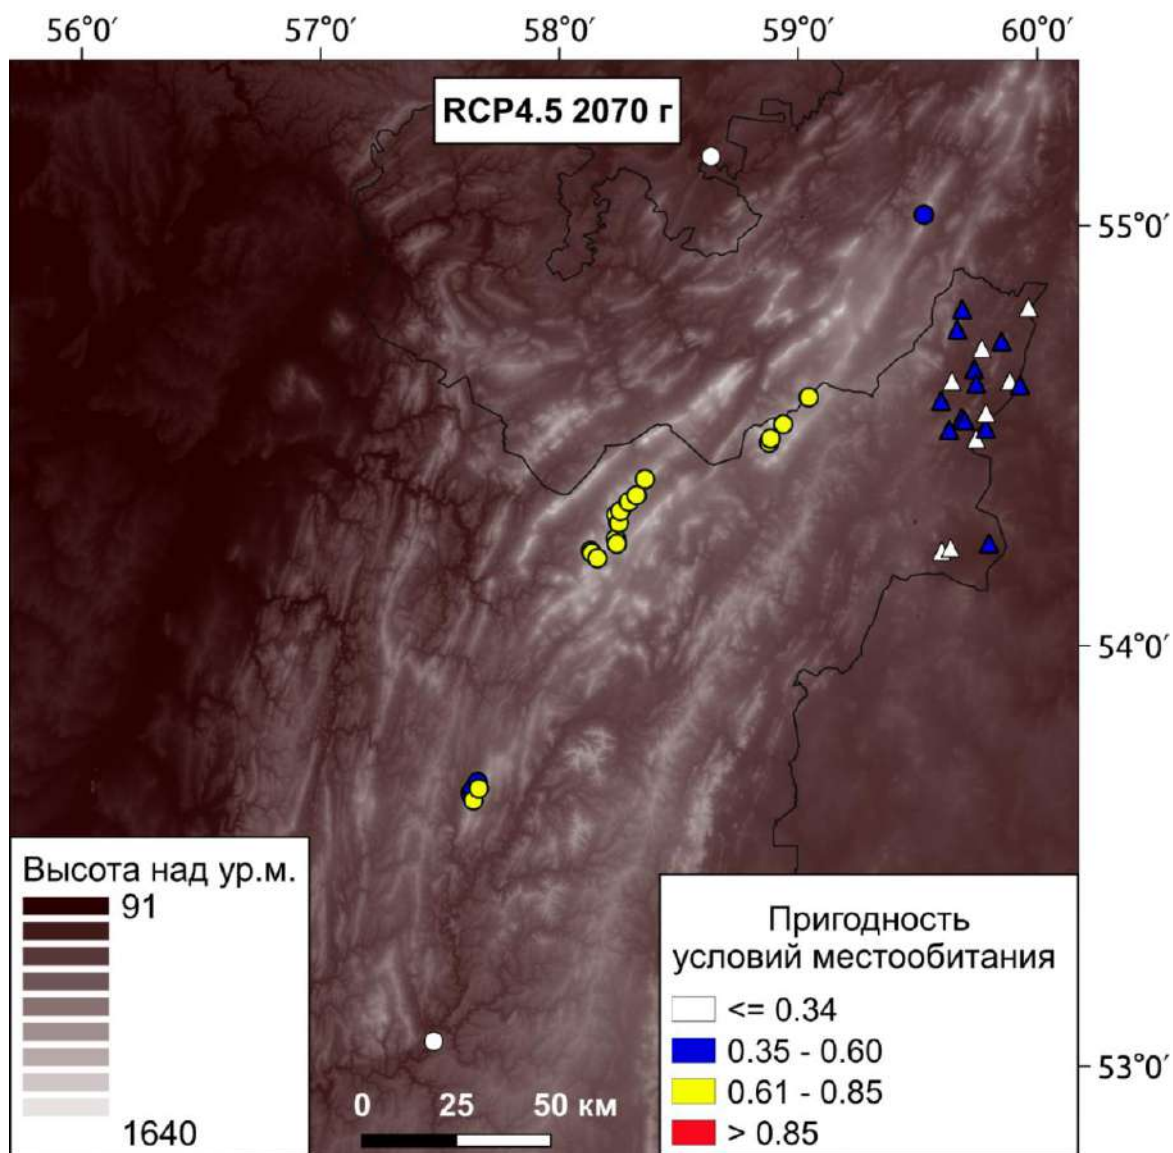 56°0′ 57°0′ 58°0′ 59°0′ 60°0′
RCP4.5 2070 г
55°0′
54°0′
53°0′
Высота над ур.м.
91
1640
0 25 50 км
Пригодность
условий местообитания
<= 0.34
0.35 - 0.60
0.61 - 0.85
> 0.85